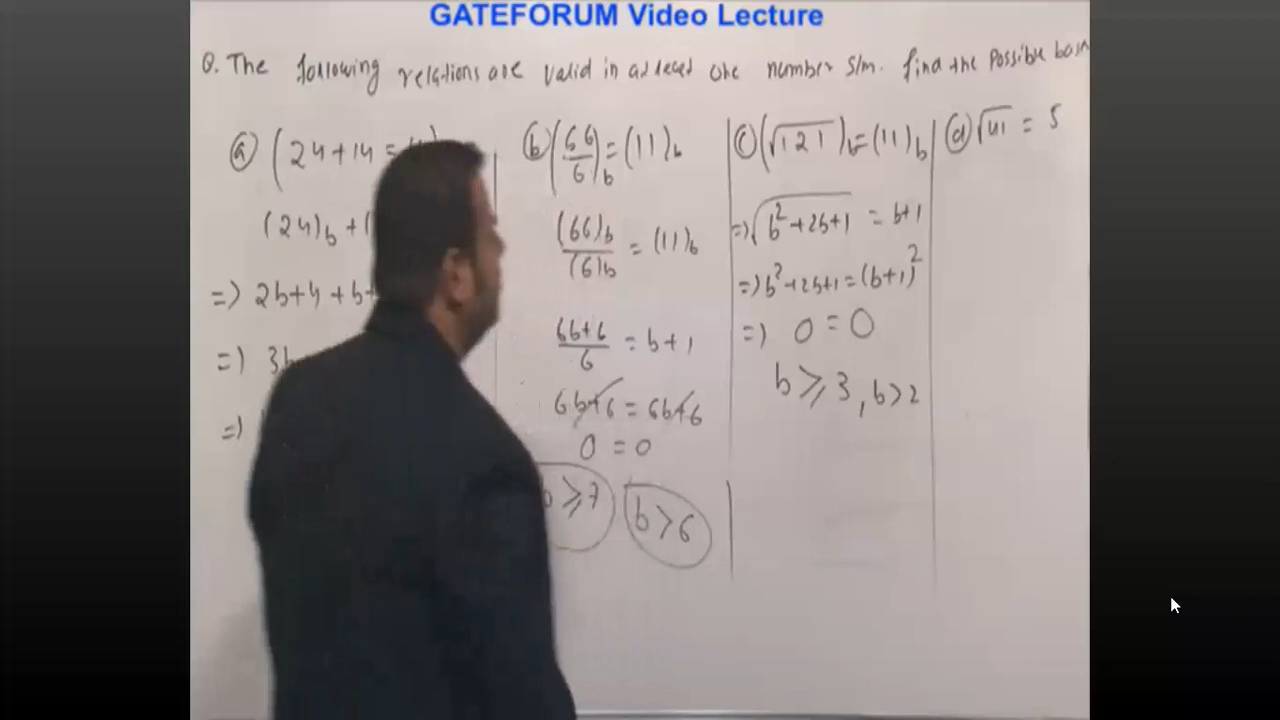 GATEFORUM Video Lecture
Q. The following relations are valid in at least one number s/m. find the possible
ⓐ (24+14 =
(24)b + (
=> 2b+4 + b+
=> 3b
=>
ⓑ (66/6)b = (11)b
(66)b/(6)b = (11)b
6b+6/6 = b+1
6b+6 = 6b+6
0 = 0
b ≥ 7 b > 6
ⓒ (√121)b = (11)b
=> √b²+2b+1 = b+1
=> b²+2b+1 = (b+1)²
=> 0 = 0
b ≥ 3, b > 2
ⓓ √41 = 5